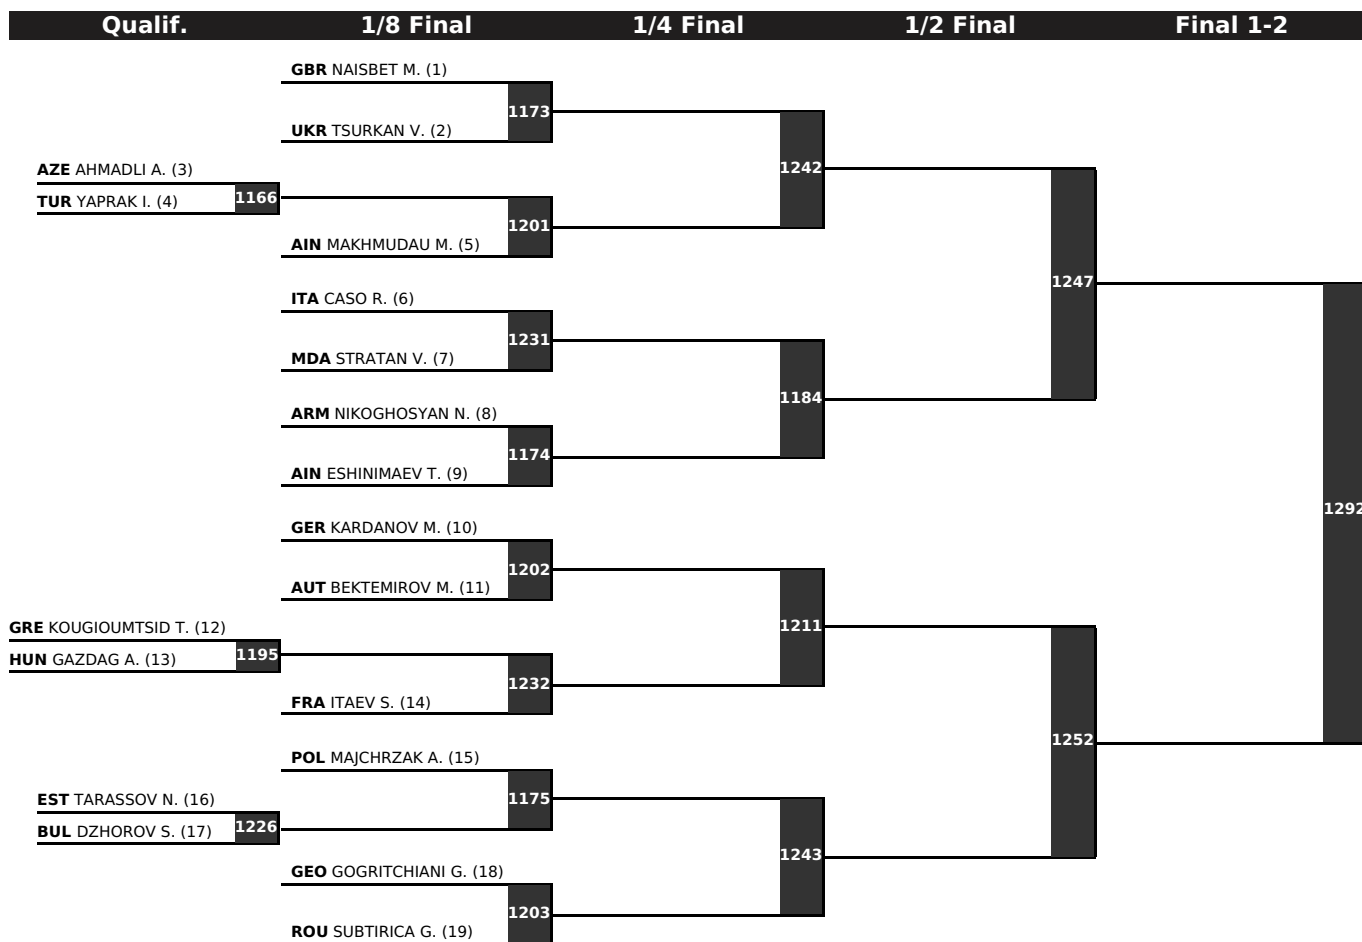 Qualif. 1/8 Final 1/4 Final 1/2 Final Final 1-2
GBR NAISBET M. (1)
1173
UKR TSURKAN V. (2)
AZE AHMADLI A. (3)
1242
TUR YAPRAK I. (4)
1166
1201
AIN MAKHMUDAU M. (5)
1247
ITA CASO R. (6)
1231
MDA STRATAN V. (7)
1184
ARM NIKOGHOSYAN N. (8)
1174
AIN ESHINIMAEV T. (9)
1292
GER KARDANOV M. (10)
1202
AUT BEKTEMIROV M. (11)
GRE KOUGIOUMTSID T. (12)
1211
HUN GAZDAG A. (13)
1195
1232
FRA ITAEV S. (14)
1252
POL MAJCHRZAK A. (15)
1175
EST TARASSOV N. (16)
BUL DZHOROV S. (17)
1226
1243
GEO GOGRITCHIANI G. (18)
1203
ROU SUBTIRICA G. (19)